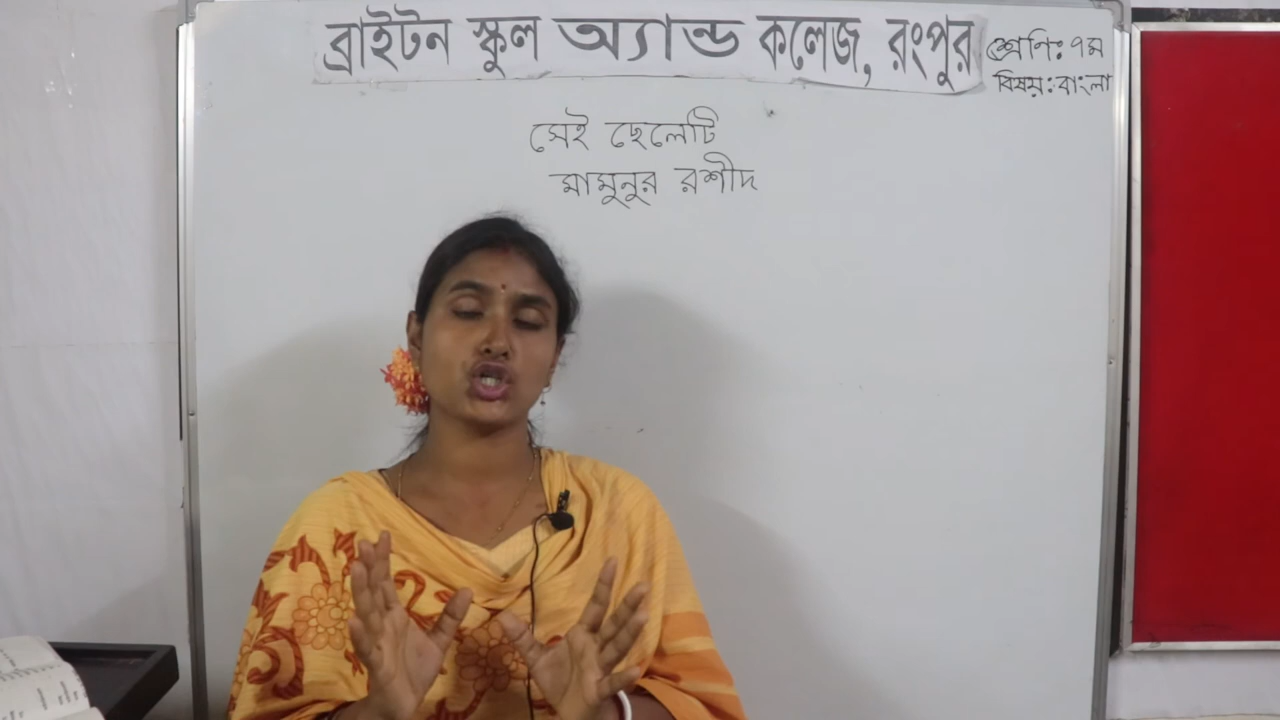 ব্রাইটন স্কুল অ্যান্ড কলেজ, রংপুর
শ্রেণি: ৭ম
বিষয়: বাংলা
সেই ছেলেটি
মামুনুর রশীদ